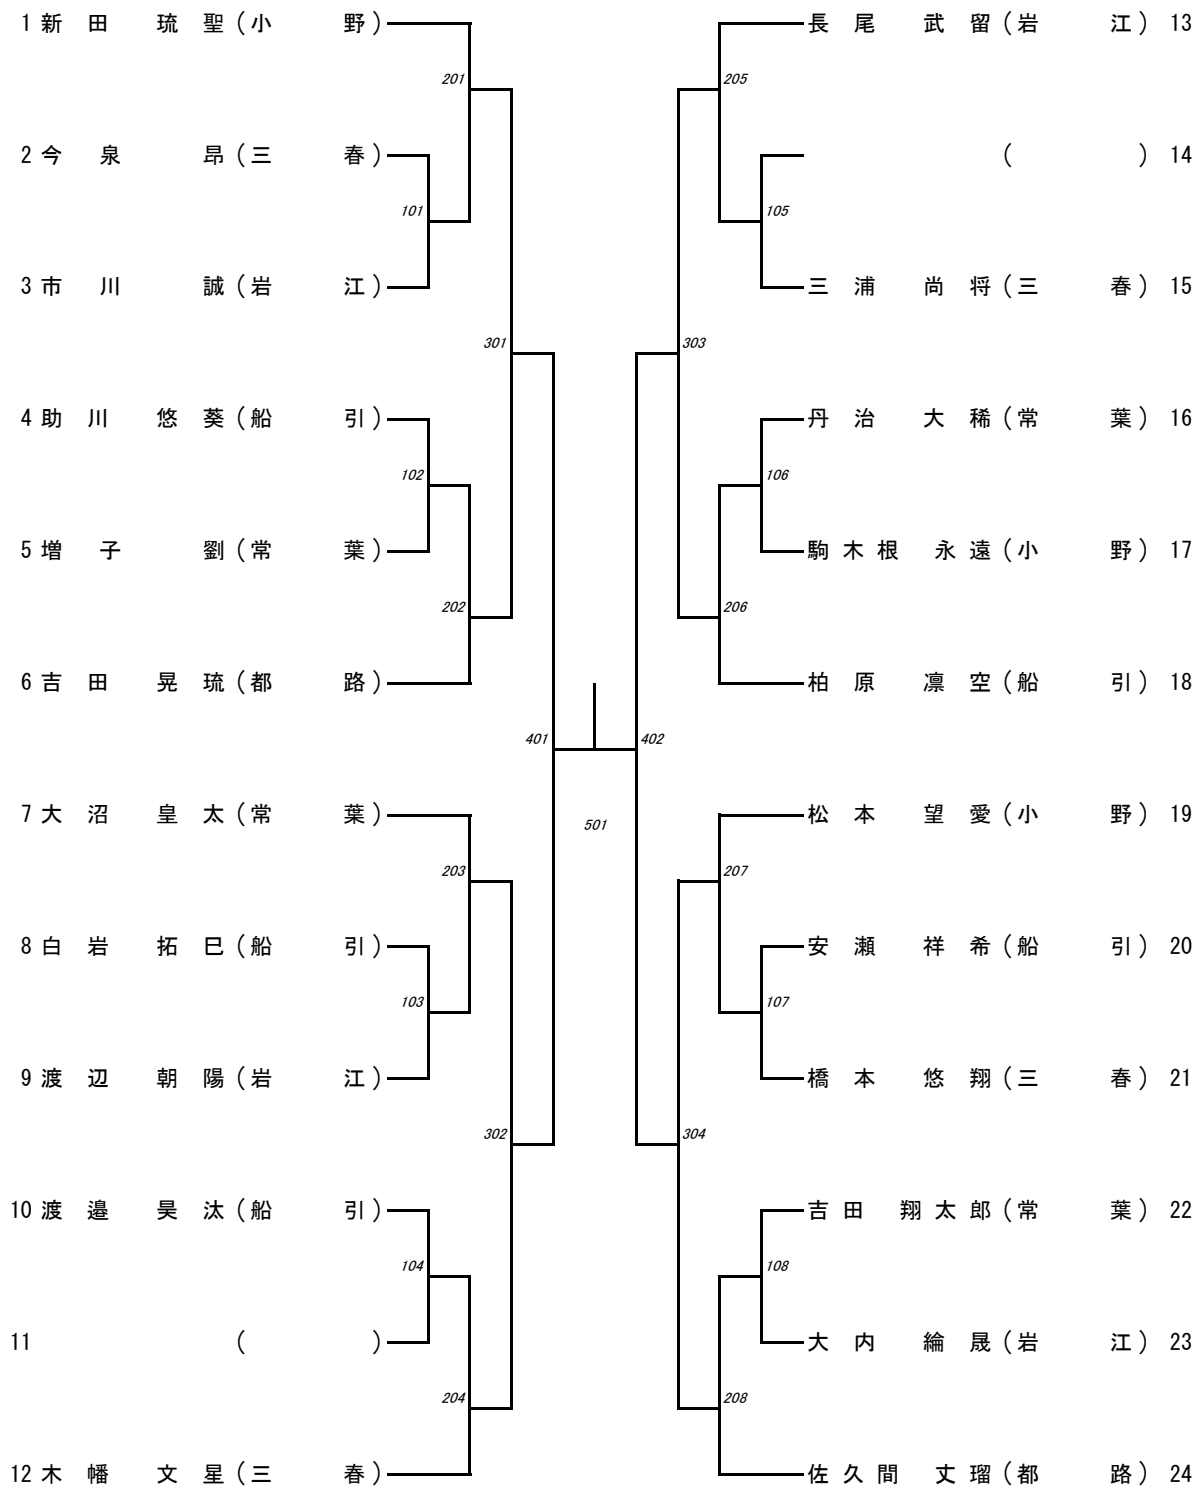 1 新田 琉聖(小野)
長尾 武留(岩江) 13
201
205
2 今泉 昂(三春)
( ) 14
101
105
3 市川 誠(岩江)
三浦 尚将(三春) 15
301
303
4 助川 悠葵(船引)
丹治 大稀(常葉) 16
102
106
5 増子 劉(常葉)
駒木根 永遠(小野) 17
202
206
6 吉田 晃琉(都路)
柏原 凛空(船引) 18
401
402
7 大沼 皇太(常葉)
松本 望愛(小野) 19
501
203
207
8 白岩 拓巳(船引)
安瀬 祥希(船引) 20
103
107
9 渡辺 朝陽(岩江)
橋本 悠翔(三春) 21
302
304
10 渡邉 昊汰(船引)
吉田 翔太郎(常葉) 22
104
108
11 ( )
大内 綸晟(岩江) 23
204
208
12 木幡 文星(三春)
佐久間 丈瑠(都路) 24